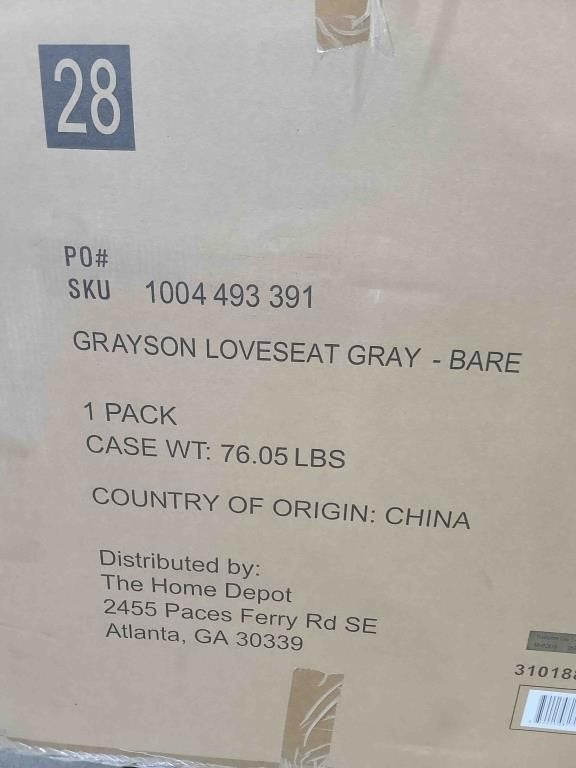 28
PO#
SKU 1004 493 391
GRAYSON LOVESEAT GRAY - BARE
1 PACK
CASE WT: 76.05 LBS
COUNTRY OF ORIGIN: CHINA
Distributed by:
The Home Depot
2455 Paces Ferry Rd SE
Atlanta, GA 30339